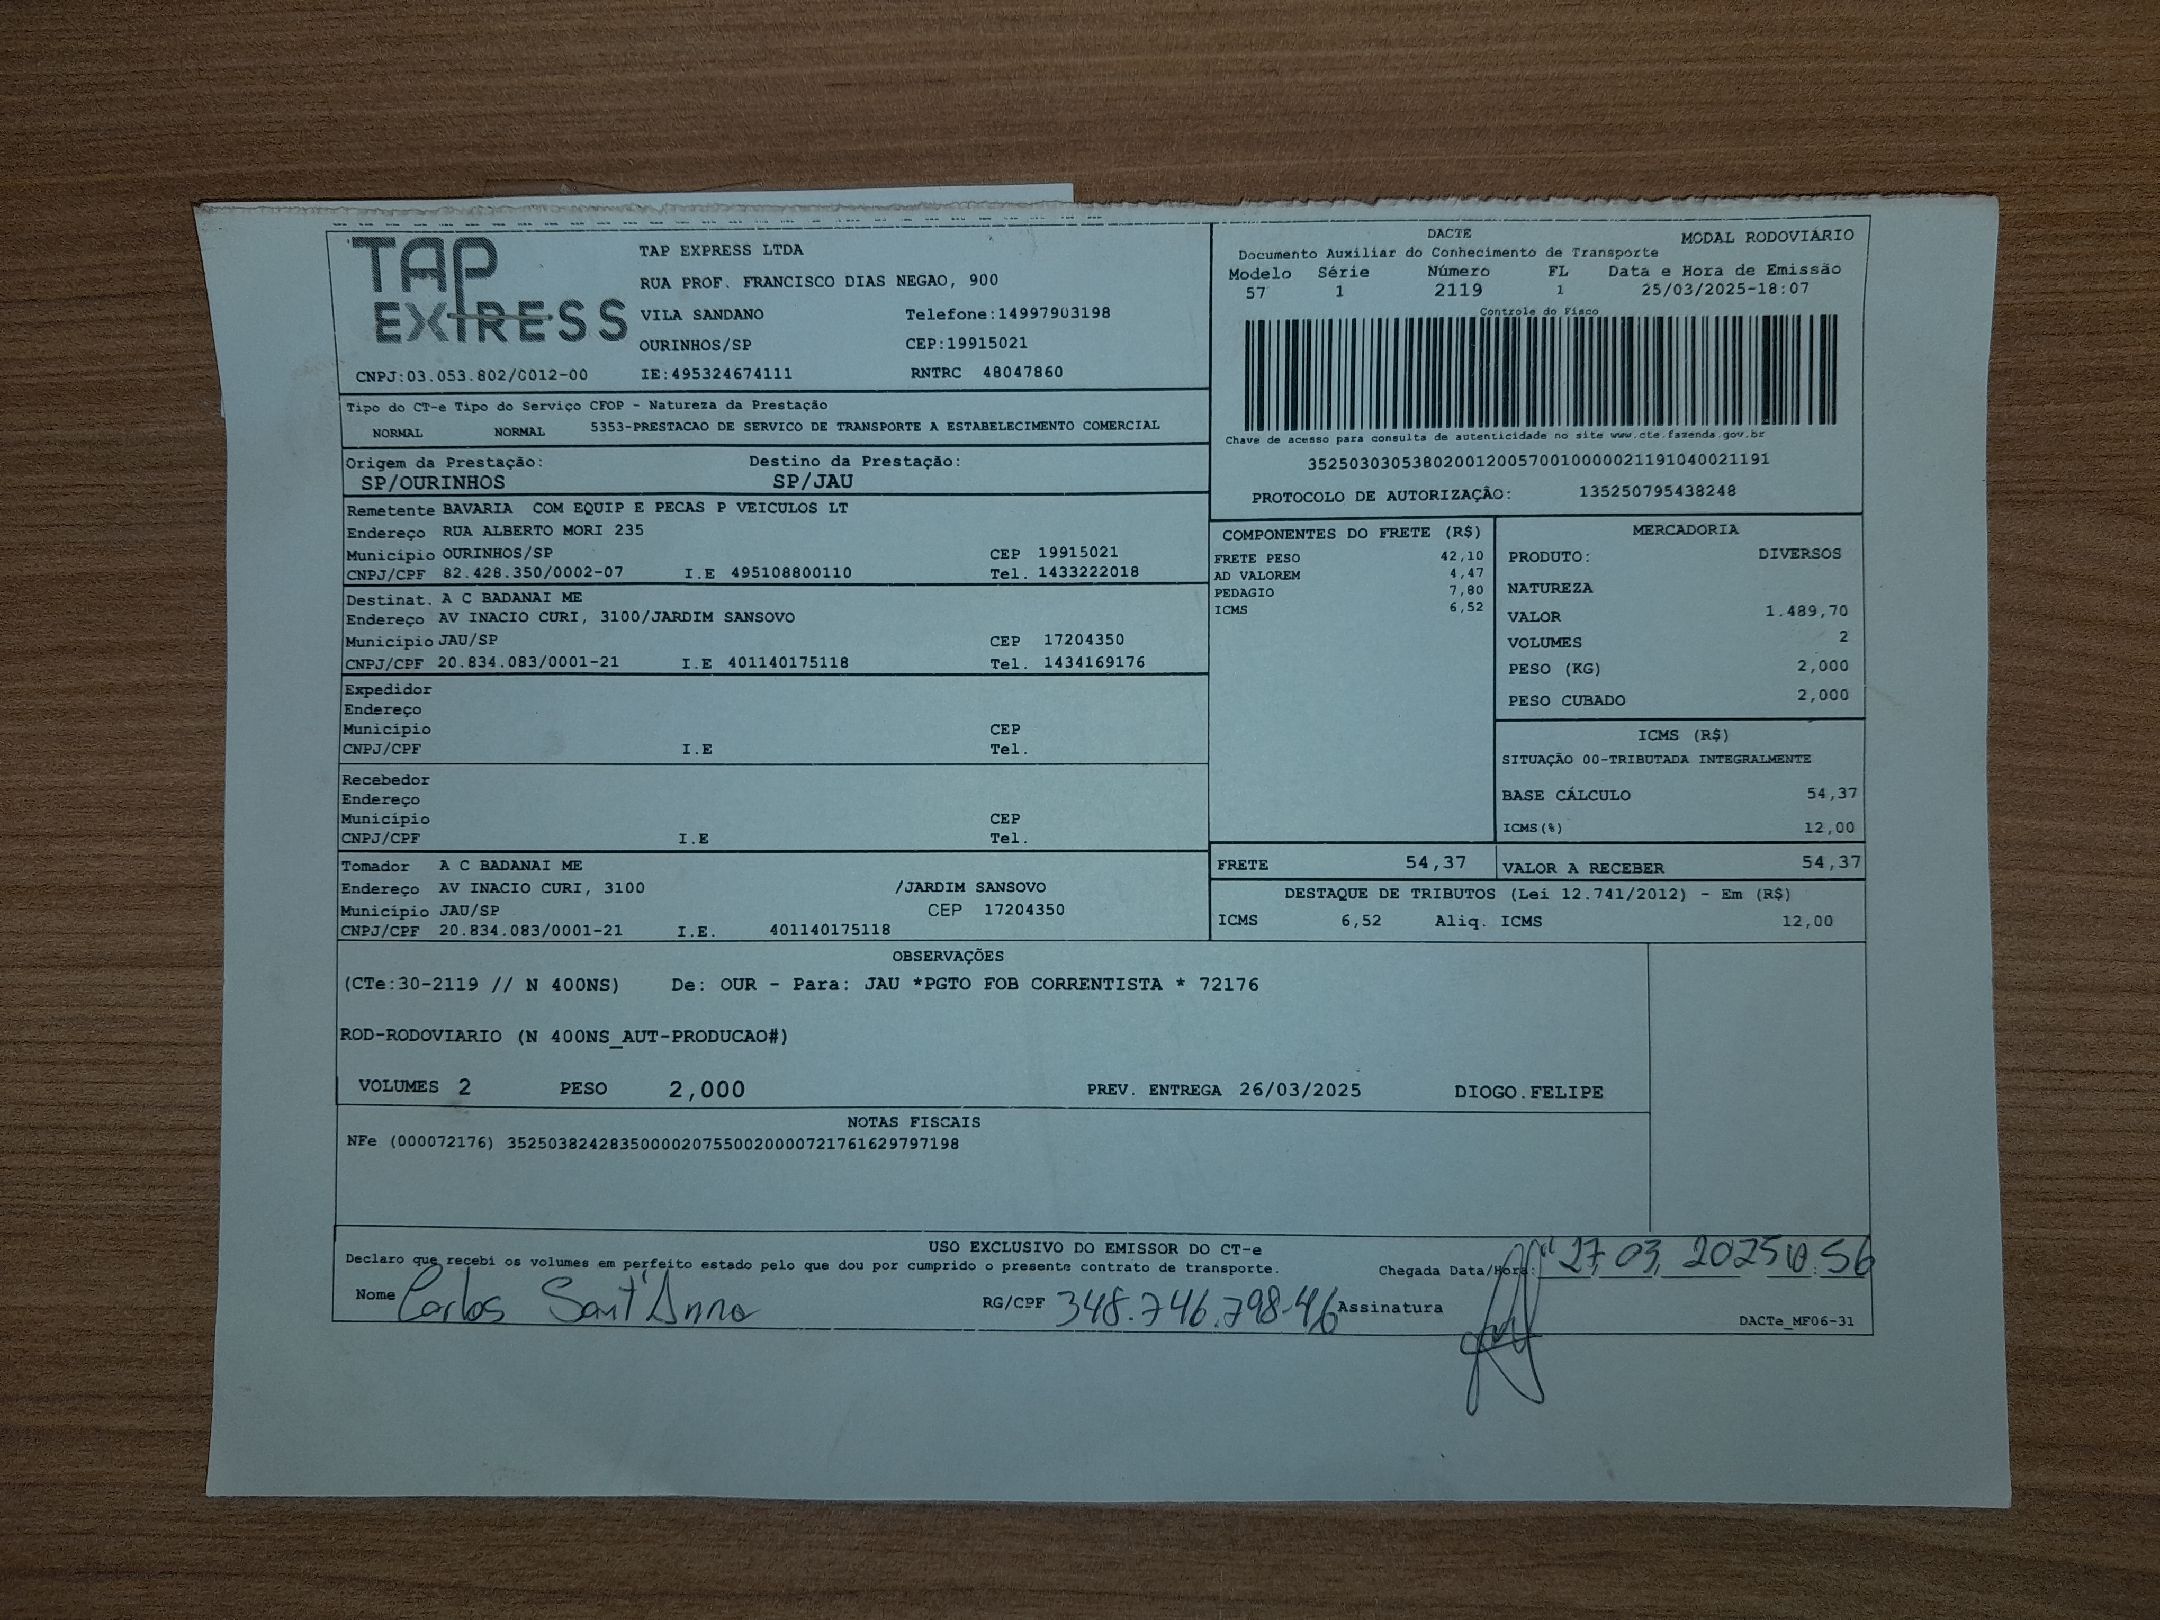 TAP EXPRESS
TAP EXPRESS LTDA
RUA PROF. FRANCISCO DIAS NEGAO, 900
VILA SANDANO Telefone:14997903198
OURINHOS/SP CEP:19915021
CNPJ:03.053.802/0012-00 IE:495324674111 RNTRC 48047860
DACTE MODAL RODOVIÁRIO
Documento Auxiliar do Conhecimento de Transporte
Modelo Série Número FL Data e Hora de Emissão
57 1 2119 1 25/03/2025-18:07
Controle do Fisco
Chave de acesso para consulta de autenticidade no site www.cte.fazenda.gov.br
35250303053802001200570010000021191040021191
PROTOCOLO DE AUTORIZAÇÃO: 135250795438248
Tipo do CT-e Tipo do Serviço CFOP - Natureza da Prestação
NORMAL NORMAL 5353-PRESTACAO DE SERVICO DE TRANSPORTE A ESTABELECIMENTO COMERCIAL
Origem da Prestação: Destino da Prestação:
SP/OURINHOS SP/JAU
Remetente BAVARIA COM EQUIP E PECAS P VEICULOS LT
Endereço RUA ALBERTO MORI 235
Município OURINHOS/SP CEP 19915021
CNPJ/CPF 82.428.350/0002-07 I.E 495108800110 Tel. 1433222018
Destinat. A C BADANAI ME
Endereço AV INACIO CURI, 3100/JARDIM SANSOVO
Município JAU/SP CEP 17204350
CNPJ/CPF 20.834.083/0001-21 I.E 401140175118 Tel. 1434169176
Expedidor
Endereço
Município CEP
CNPJ/CPF I.E Tel.
Recebedor
Endereço
Município CEP
CNPJ/CPF I.E Tel.
Tomador A C BADANAI ME
Endereço AV INACIO CURI, 3100 /JARDIM SANSOVO
Município JAU/SP CEP 17204350
CNPJ/CPF 20.834.083/0001-21 I.E. 401140175118
COMPONENTES DO FRETE (R$)
FRETE PESO 42,10
AD VALOREM 4,47
PEDAGIO 7,80
ICMS 6,52
MERCADORIA
PRODUTO: DIVERSOS
NATUREZA
VALOR 1.489,70
VOLUMES 2
PESO (KG) 2,000
PESO CUBADO 2,000
ICMS (R$)
SITUAÇÃO 00-TRIBUTADA INTEGRALMENTE
BASE CÁLCULO 54,37
ICMS(%) 12,00
FRETE 54,37 VALOR A RECEBER 54,37
DESTAQUE DE TRIBUTOS (Lei 12.741/2012) - Em (R$)
ICMS 6,52 Aliq. ICMS 12,00
OBSERVAÇÕES
(CTe:30-2119 // N 400NS) De: OUR - Para: JAU *PGTO FOB CORRENTISTA * 72176
ROD-RODOVIARIO (N 400NS_AUT-PRODUCAO#)
VOLUMES 2 PESO 2,000 PREV. ENTREGA 26/03/2025 DIOGO.FELIPE
NOTAS FISCAIS
NFe (000072176) 35250382428350000207550020000721761629797198
USO EXCLUSIVO DO EMISSOR DO CT-e
Declaro que recebi os volumes em perfeito estado pelo que dou por cumprido o presente contrato de transporte. Chegada Data/Hora: 27 03 2025
Nome Carlos Sant'Anna RG/CPF 348.746.798-46 Assinatura
DACTe_MF06-31